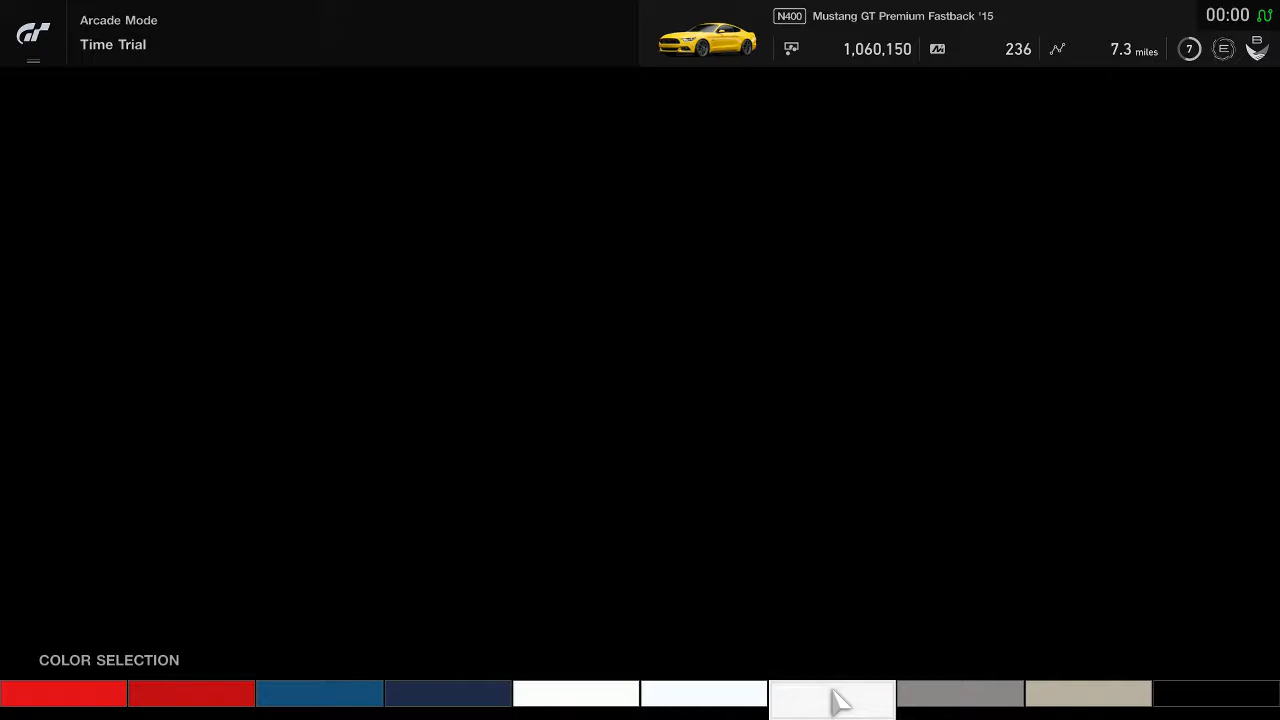 Arcade Mode
Time Trial
N400 Mustang GT Premium Fastback '15
1,060,150 236 7.3 miles 7 E B
00:00
COLOR SELECTION